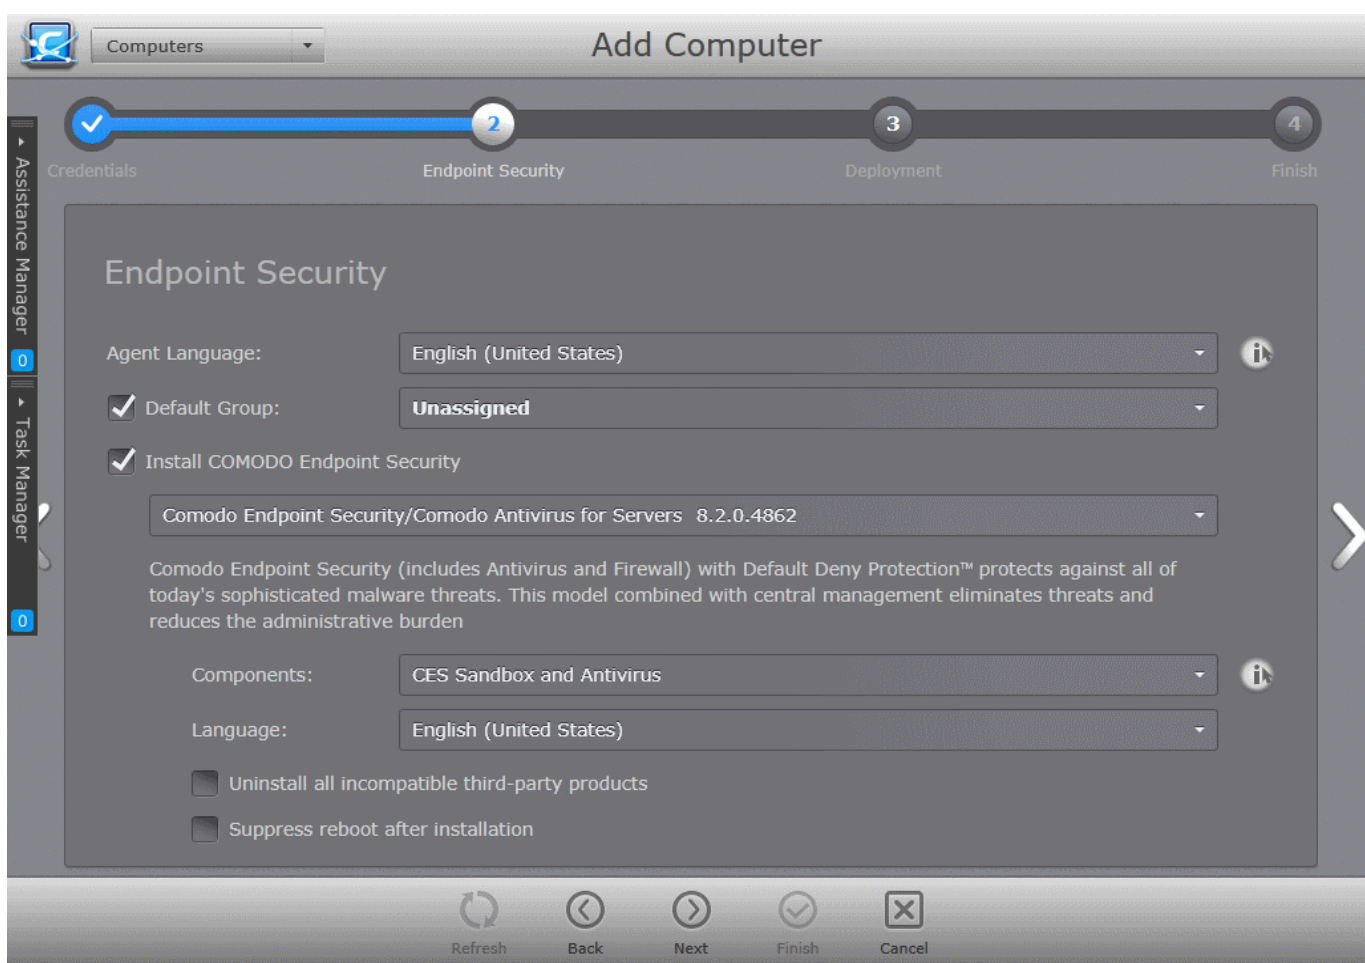 Computers
Add Computer
2
3
4
Credentials
Endpoint Security
Deployment
Finish
Assistance Manager
0
Task Manager
0
Endpoint Security
Agent Language:
English (United States)
Default Group:
Unassigned
Install COMODO Endpoint Security
Comodo Endpoint Security/Comodo Antivirus for Servers 8.2.0.4862
Comodo Endpoint Security (includes Antivirus and Firewall) with Default Deny Protection™ protects against all of
today's sophisticated malware threats. This model combined with central management eliminates threats and
reduces the administrative burden
Components:
CES Sandbox and Antivirus
Language:
English (United States)
Uninstall all incompatible third-party products
Suppress reboot after installation
Refresh
Back
Next
Finish
Cancel